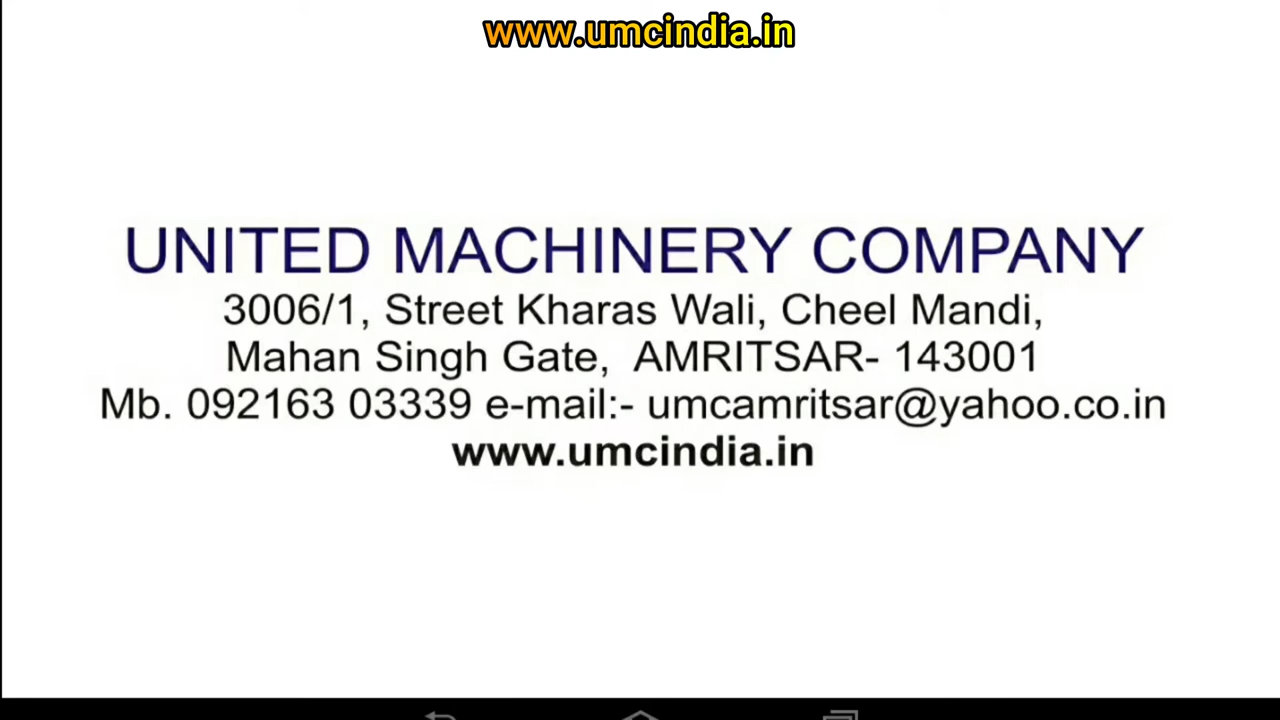 www.umcindia.in
UNITED MACHINERY COMPANY
3006/1, Street Kharas Wali, Cheel Mandi,
Mahan Singh Gate, AMRITSAR- 143001
Mb. 092163 03339 e-mail:- umcamritsar@yahoo.co.in
www.umcindia.in